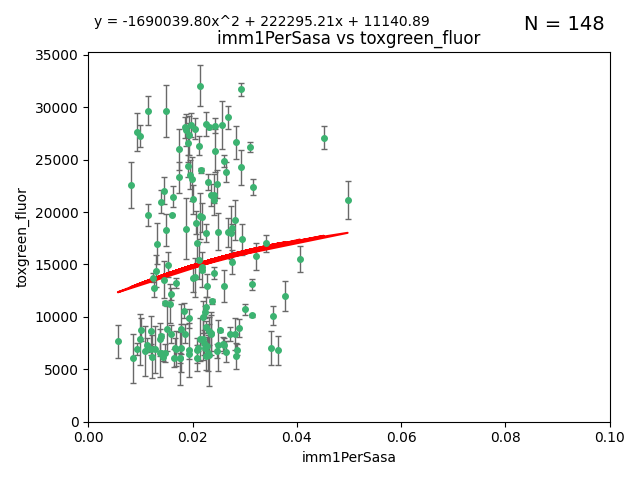 y = -1690039.80x^2 + 222295.21x + 11140.89
N = 148
imm1PerSasa vs toxgreen_fluor
35000
30000
25000
20000
15000
10000
5000
0
toxgreen_fluor
0.00 0.02 0.04 0.06 0.08 0.10
imm1PerSasa